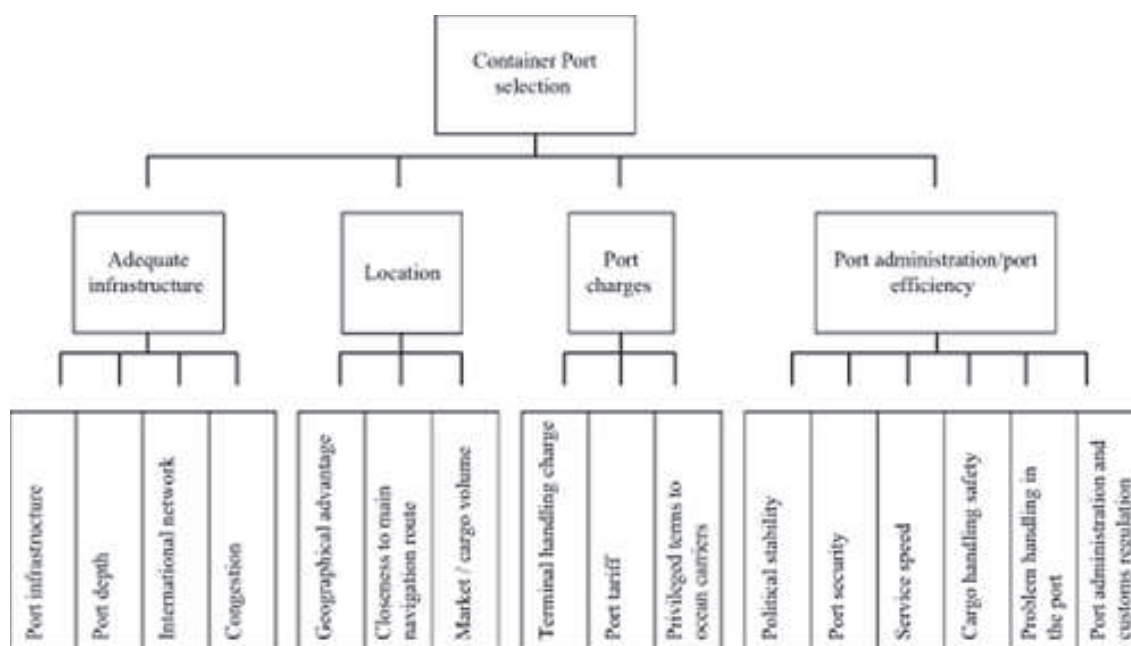 Container Port
selection
Adequate
infrastructure
Location
Port
charges
Port administration/port
efficiency
Port infrastructure
Port depth
International network
Congestion
Geographical advantage
Closeness to main
navigation route
Market / cargo volume
Terminal handling charge
Port tariff
Privileged terms to
ocean carriers
Political stability
Port security
Service speed
Cargo handling safety
Problem handling in
the port
Port administration and
customs regulation